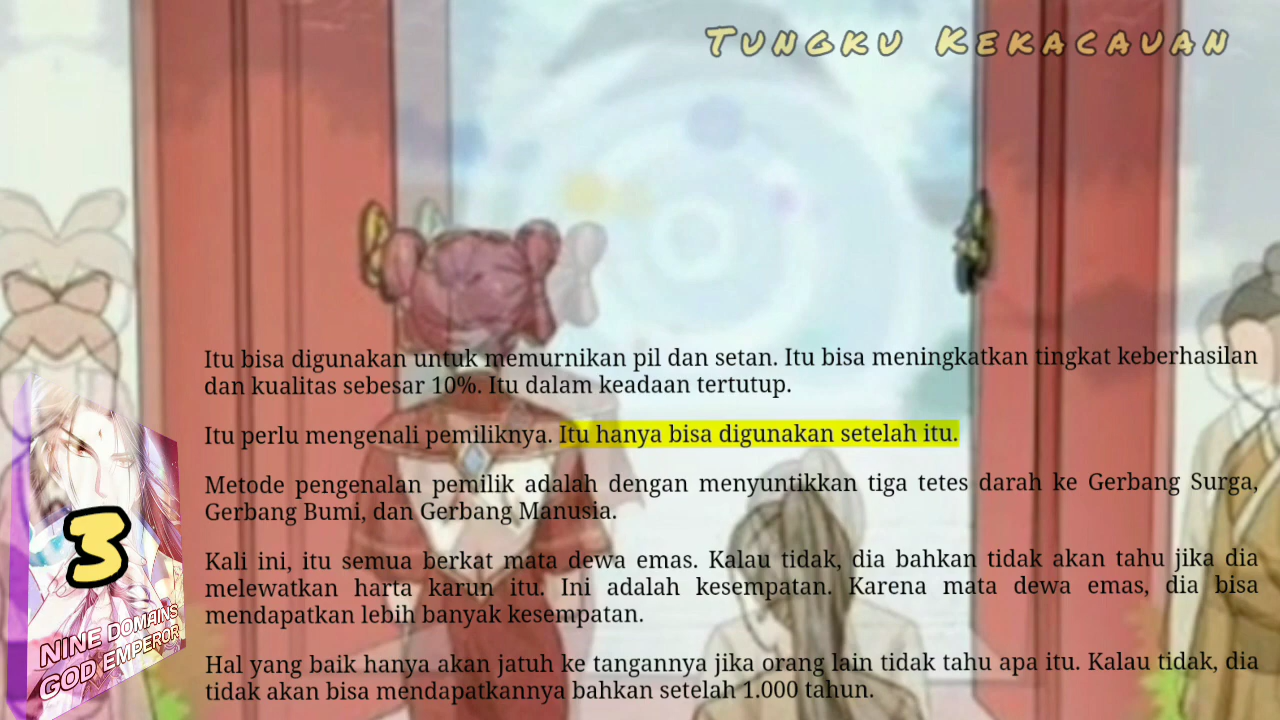 Tungku Kekacauan
Itu bisa digunakan untuk memurnikan pil dan setan. Itu bisa meningkatkan tingkat keberhasilan
dan kualitas sebesar 10%. Itu dalam keadaan tertutup.
Itu perlu mengenali pemiliknya. Itu hanya bisa digunakan setelah itu.
Metode pengenalan pemilik adalah dengan menyuntikkan tiga tetes darah ke Gerbang Surga,
Gerbang Bumi, dan Gerbang Manusia.
Kali ini, itu semua berkat mata dewa emas. Kalau tidak, dia bahkan tidak akan tahu jika dia
melewatkan harta karun itu. Ini adalah kesempatan. Karena mata dewa emas, dia bisa
mendapatkan lebih banyak kesempatan.
Hal yang baik hanya akan jatuh ke tangannya jika orang lain tidak tahu apa itu. Kalau tidak, dia
tidak akan bisa mendapatkannya bahkan setelah 1.000 tahun.
3
NINE DOMAINS
GOD EMPEROR